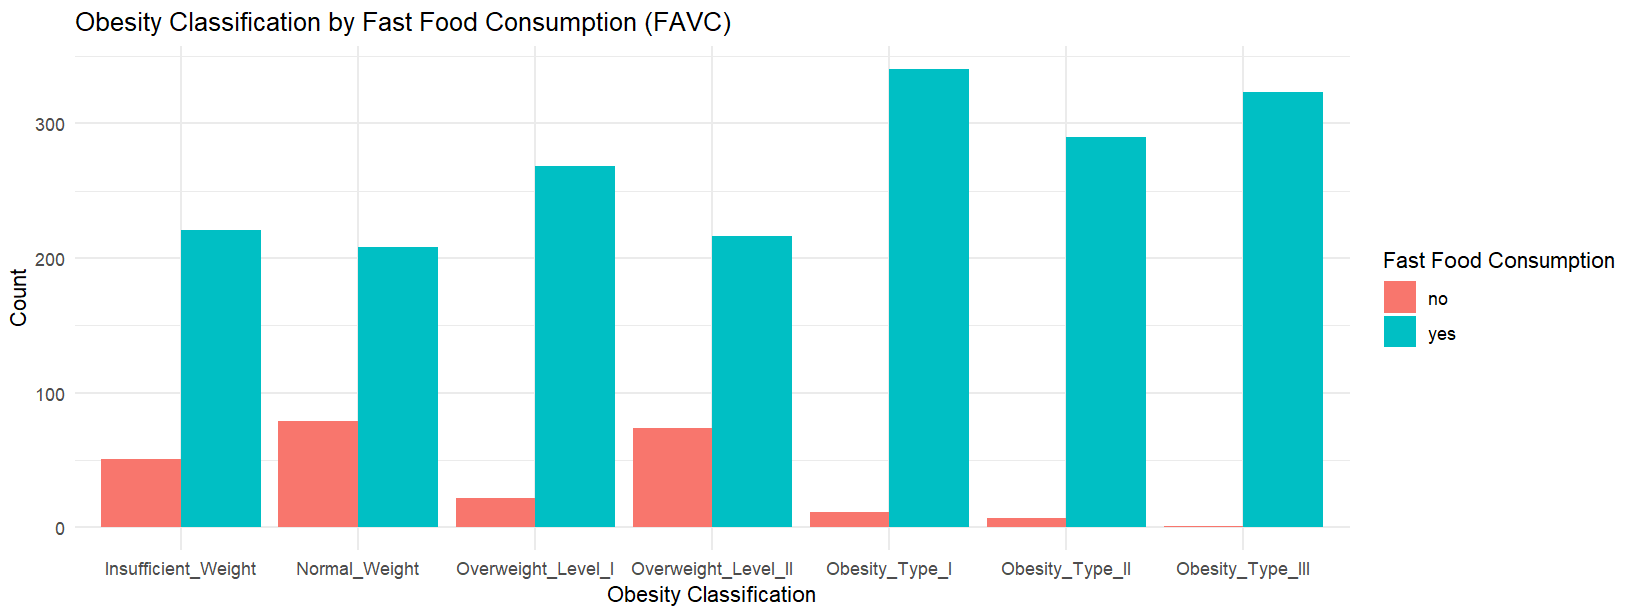 Obesity Classification by Fast Food Consumption (FAVC)
Count
300
200
100
0
Insufficient_Weight
Normal_Weight
Overweight_Level_I
Overweight_Level_II
Obesity_Type_I
Obesity_Type_II
Obesity_Type_III
Obesity Classification
Fast Food Consumption
no
yes